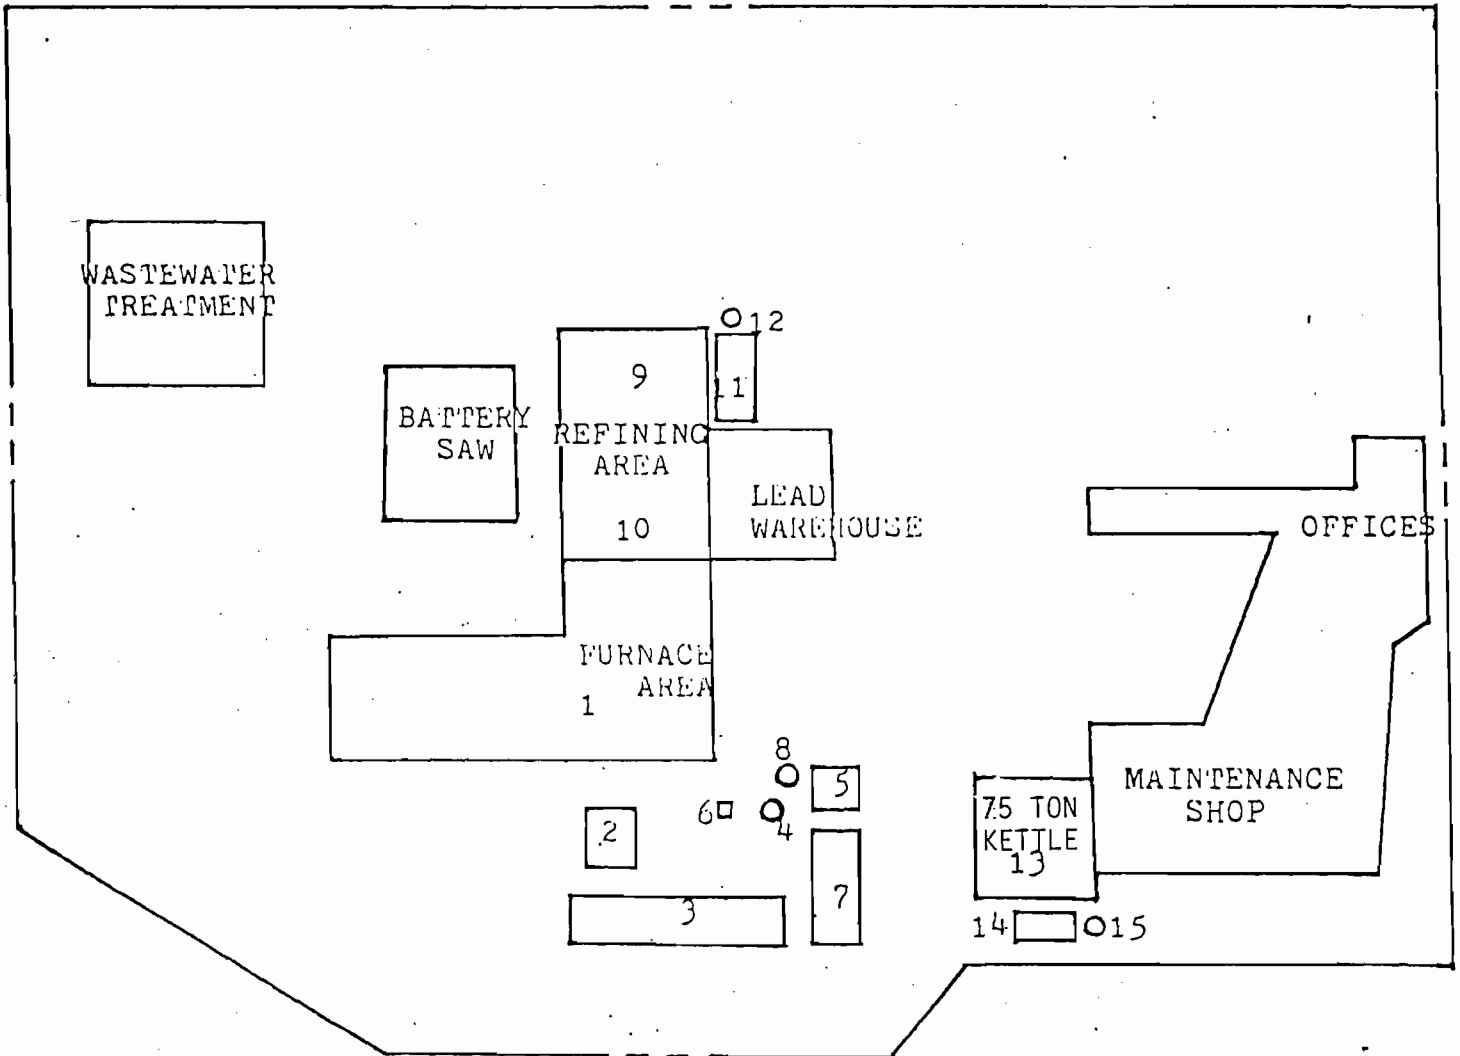 WASTEWATER
TREATMENT
12
9
11
BATTERY
SAW
REFINING
AREA
10
LEAD
WAREHOUSE
OFFICES
FURNACE
AREA
1
8
5
6
4
2
3
7
75 TON
KETTLE
13
MAINTENANCE
SHOP
14
15